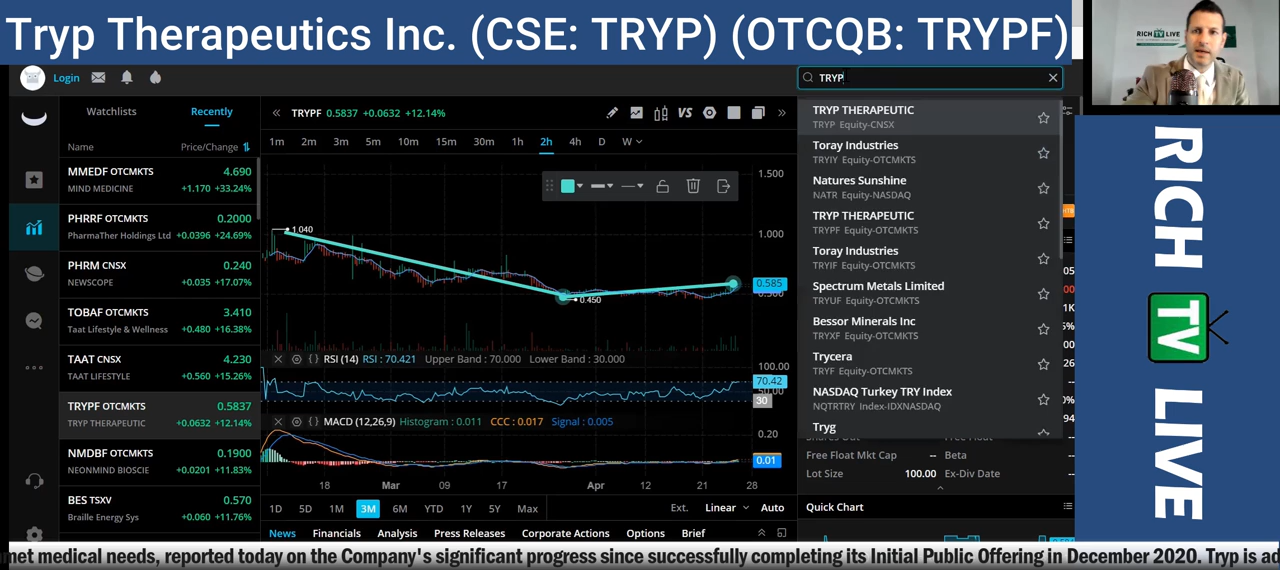 Tryp Therapeutics Inc. (CSE: TRYP) (OTCQB: TRYPF)
RICH TV LIVE
Login
TRYP
Watchlists
Recently
Name
Price/Change
MMEDF OTCMKTS 4.690
MIND MEDICINE +1.170 +33.24%
PHRRF OTCMKTS 0.2000
PharmaTher Holdings Ltd +0.0396 +24.69%
PHRM CNSX 0.240
NEWSCOPE +0.035 +17.07%
TOBAF OTCMKTS 3.410
Taat Lifestyle & Wellness +0.480 +16.38%
TAAT CNSX 4.230
TAAT LIFESTYLE +0.560 +15.26%
TRYPF OTCMKTS 0.5837
TRYP THERAPEUTIC +0.0632 +12.14%
NMDBF OTCMKTS 0.1900
NEONMIND BIOSCIE +0.0201 +11.83%
BES TSXV 0.570
Braille Energy Sys +0.060 +11.76%
TRYPF 0.5837 +0.0632 +12.14%
VS
1m 2m 3m 5m 10m 15m 30m 1h 2h 4h D W
1.500
1.040
1.000
0.585
0.450
RSI (14) RSI : 70.421 Upper Band : 70.000 Lower Band : 30.000
100.00
70.42
30
MACD (12,26,9) Histogram : 0.011 CCC : 0.017 Signal : 0.005
0.20
0.01
18 Mar 09 17 Apr 12 21 28
1D 5D 1M 3M 6M YTD 1Y 5Y Max Ext. Linear Auto
News Financials Analysis Press Releases Corporate Actions Options Brief
TRYP THERAPEUTIC
TRYP Equity-CNSX
Toray Industries
TRYIY Equity-OTCMKTS
Natures Sunshine
NATR Equity-NASDAQ
TRYP THERAPEUTIC
TRYPF Equity-OTCMKTS
Toray Industries
TRYIF Equity-OTCMKTS
Spectrum Metals Limited
TRYUF Equity-OTCMKTS
Bessor Minerals Inc
TRYXF Equity-OTCMKTS
Trycera
TRYF Equity-OTCMKTS
NASDAQ Turkey TRY Index
NQTRTRY Index-IDXNASDAQ
Tryg
Free Float Mkt Cap -- Beta
Lot Size 100.00 Ex-Div Date
Quick Chart
RICH TV LIVE
met medical needs, reported today on the Company's significant progress since successfully completing its Initial Public Offering in December 2020. Tryp is ad